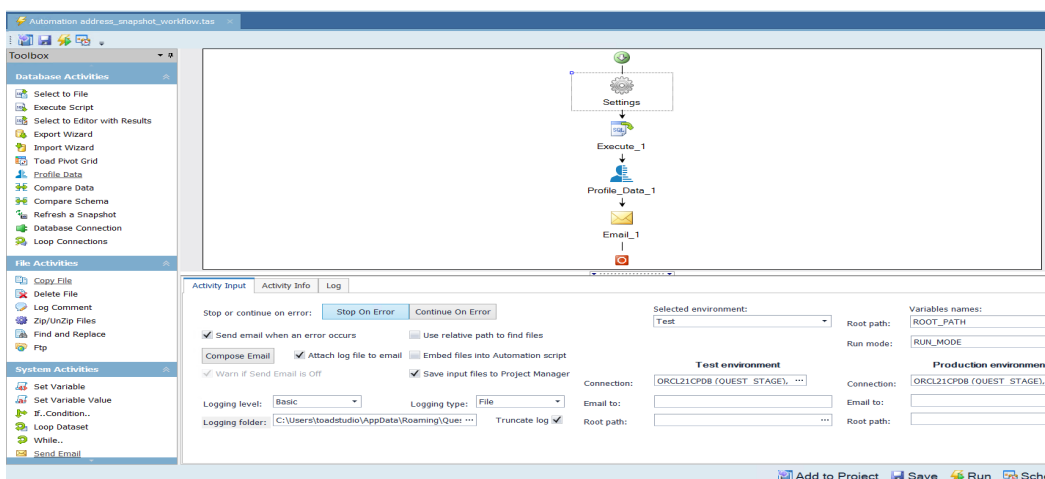 Automation address_snapshot_workflow.tas
Toolbox
Database Activities
Select to File
Execute Script
Select to Editor with Results
Export Wizard
Import Wizard
Toad Pivot Grid
Profile Data
Compare Data
Compare Schema
Refresh a Snapshot
Database Connection
Loop Connections
File Activities
Copy File
Delete File
Log Comment
Zip/UnZip Files
Find and Replace
Ftp
System Activities
Set Variable
Set Variable Value
If..Condition..
Loop Dataset
While..
Send Email
Settings
SQL
Execute_1
Profile_Data_1
Email_1
Activity Input Activity Info Log
Stop or continue on error: Stop On Error Continue On Error
Send email when an error occurs Use relative path to find files
Compose Email Attach log file to email Embed files into Automation script
Warn if Send Email is Off Save input files to Project Manager
Logging level: Basic Logging type: File
Logging folder: C:\Users\toadstudio\AppData\Roaming\Ques ... Truncate log
Selected environment: Variables names:
Test Root path: ROOT_PATH
Run mode: RUN_MODE
Test environment Production environmen
Connection: ORCL21CPDB (QUEST_STAGE), ... Connection: ORCL21CPDB (QUEST_STAGE),
Email to: Email to:
Root path: ... Root path:
Add to Project Save Run Sche